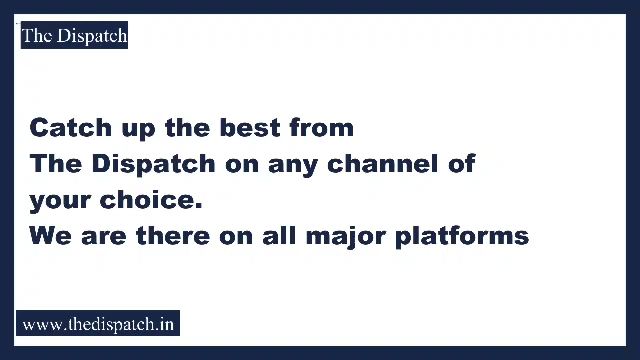 The Dispatch
Catch up the best from
The Dispatch on any channel of
your choice.
We are there on all major platforms
www.thedispatch.in